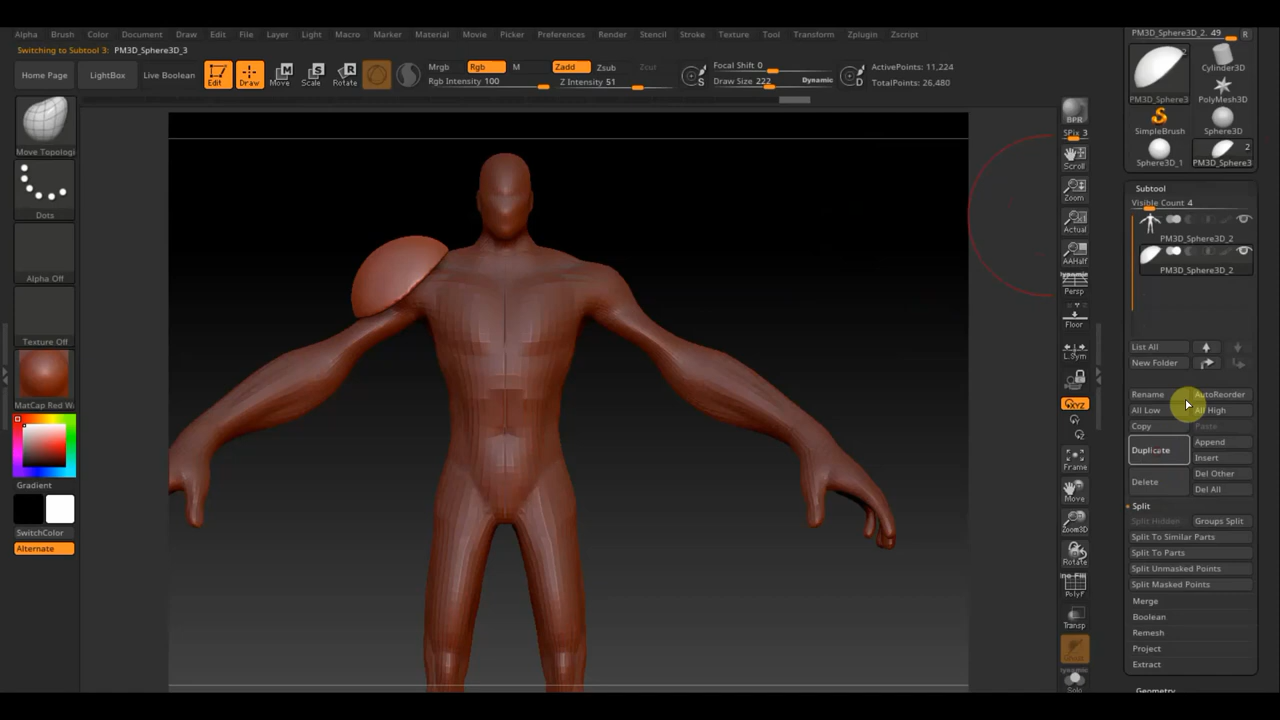 Alpha Brush Color Document Draw Edit File Layer Light Macro Marker Material Movie Picker Preferences Render Stencil Stroke Texture Tool Transform Zplugin Zscript
Switching to Subtool 3: PM3D_Sphere3D_3
Home Page
LightBox
Live Boolean
Edit
Draw
Move
Scale
Rotate
Mrgb
Rgb
M
Rgb Intensity 100
Zadd
Zsub
Zcut
Z Intensity 51
S
Focal Shift 0
Draw Size 222
Dynamic
D
ActivePoints: 11,224
TotalPoints: 26,480
Move Topologi
Dots
Alpha Off
Texture Off
MatCap Red W
Gradient
SwitchColor
Alternate
BPR
SPix 3
Scroll
Zoom
Actual
AAHalf
Dynamic
Persp
Floor
L.Sym
XYZ
Y
Z
Frame
Move
Zoom3D
Rotate
Line Fill
PolyF
Transp
Solo
PM3D_Sphere3D_2. 49
R
2
PM3D_Sphere3
Cylinder3D
PolyMesh3D
SimpleBrush
Sphere3D
Sphere3D_1
2
PM3D_Sphere3
Subtool
Visible Count 4
PM3D_Sphere3D_2
PM3D_Sphere3D_2
List All
New Folder
Rename
AutoReorder
All Low
All High
Copy
Paste
Duplicate
Append
Insert
Delete
Del Other
Del All
Split
Split Hidden
Groups Split
Split To Similar Parts
Split To Parts
Split Unmasked Points
Split Masked Points
Merge
Boolean
Remesh
Project
Extract
Geometry